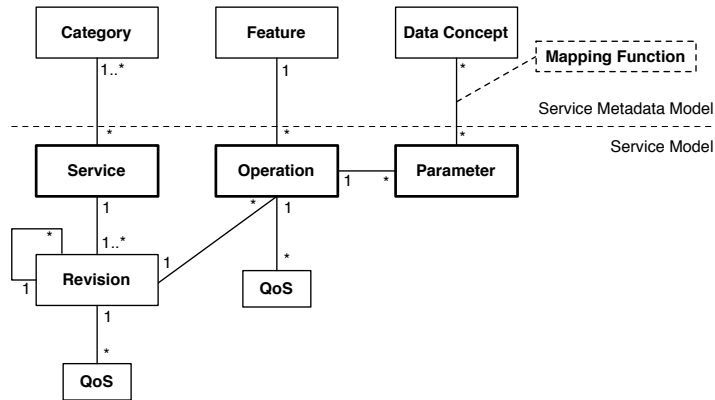 Category
Feature
Data Concept
Mapping Function
1..*
1
*
Service Metadata Model
*
*
*
Service Model
Service
Operation
Parameter
1
*
1
*
1
1..*
*
1
Revision
1
*
QoS
1
*
QoS